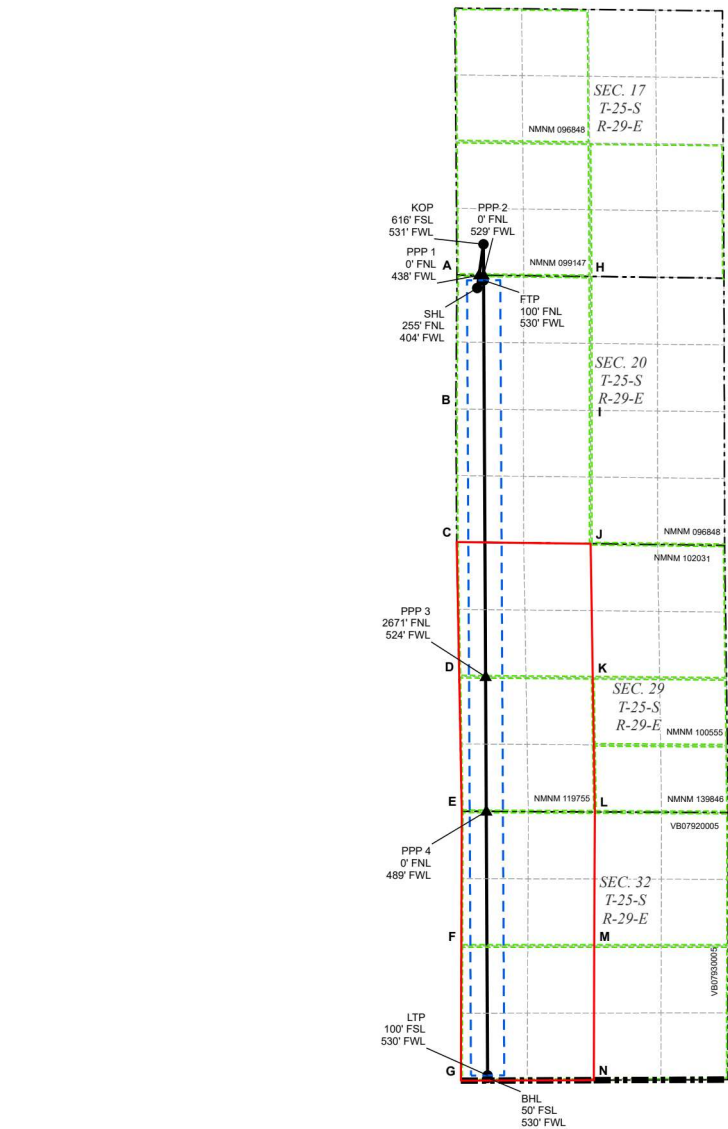 SEC. 17
T-25-S
R-29-E
NMNM 096848
KOP
616' FSL
531' FWL
PPP 2
0' FNL
529' FWL
PPP 1
0' FNL
438' FWL
A
NMNM 099147
H
SHL
255' FNL
404' FWL
FTP
100' FNL
530' FWL
SEC. 20
T-25-S
R-29-E
B
I
C
J
NMNM 096848
NMNM 102031
PPP 3
2671' FNL
524' FWL
D
K
SEC. 29
T-25-S
R-29-E
NMNM 100555
E
NMNM 119755
L
NMNM 139846
VB07920005
PPP 4
0' FNL
489' FWL
SEC. 32
T-25-S
R-29-E
F
M
VB07930005
LTP
100' FSL
530' FWL
G
N
BHL
50' FSL
530' FWL